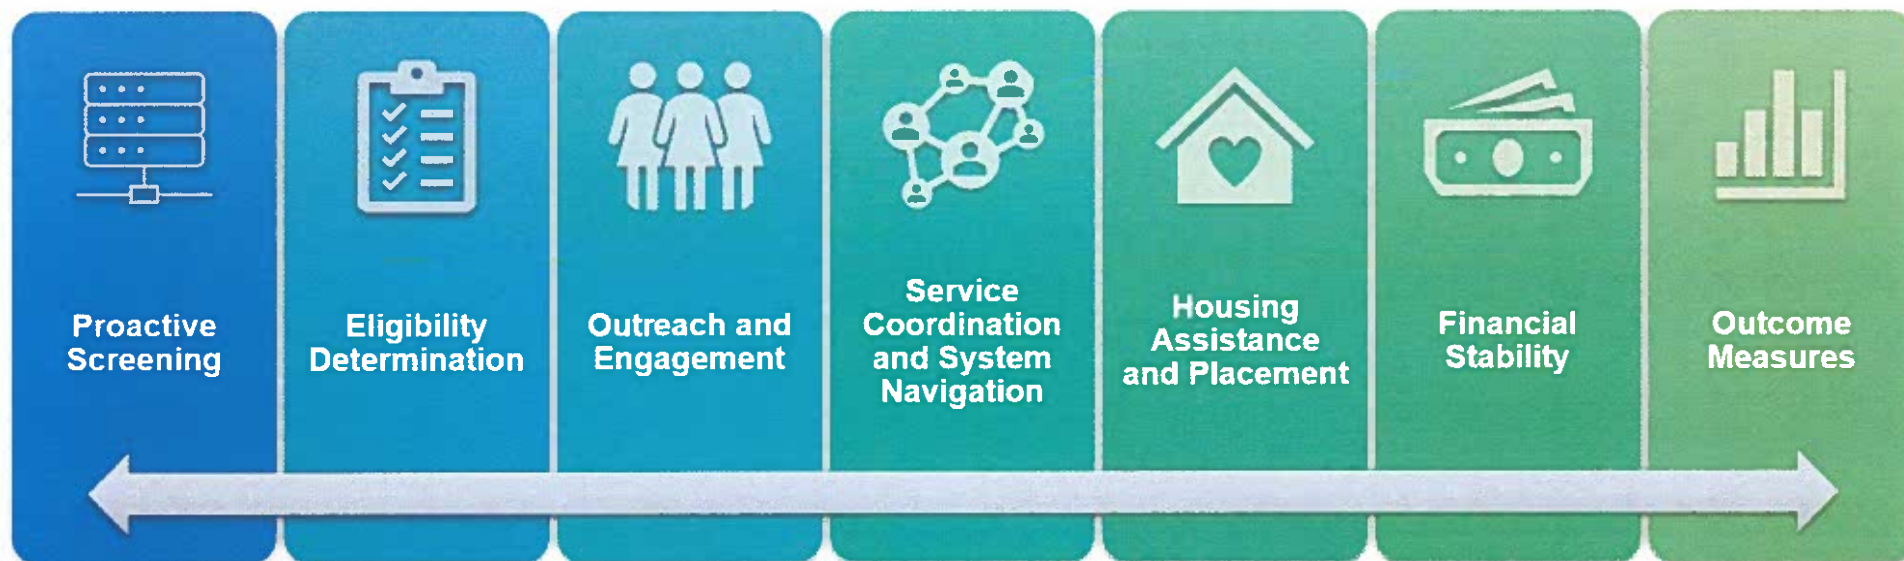 Proactive
Screening
Eligibility
Determination
Outreach and
Engagement
Service
Coordination
and System
Navigation
Housing
Assistance
and Placement
Financial
Stability
Outcome
Measures